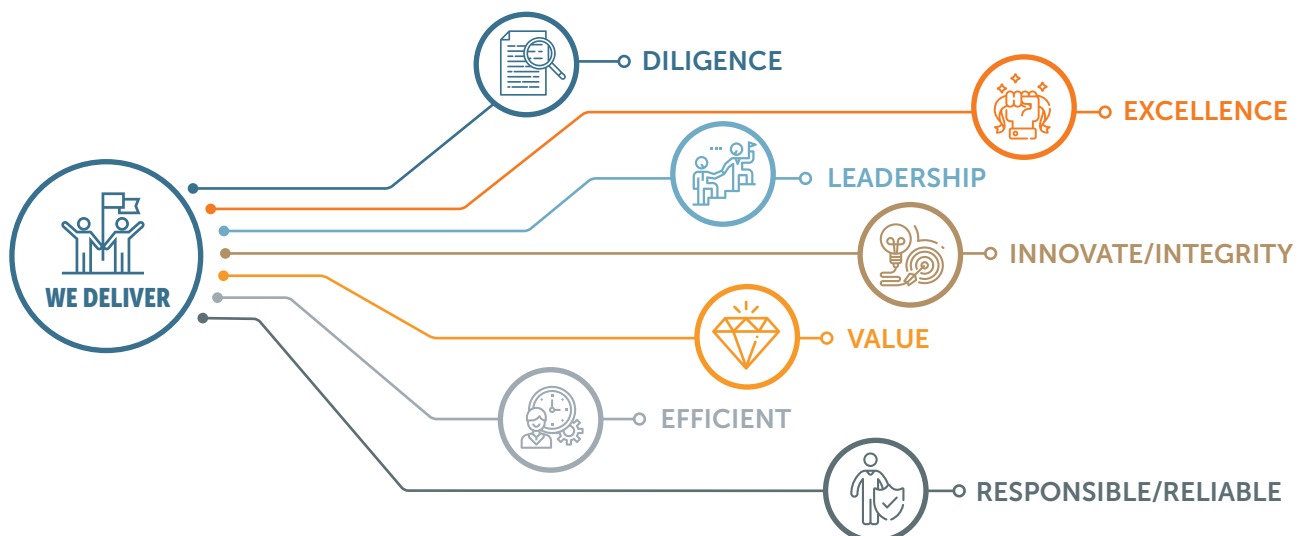 DILIGENCE
EXCELLENCE
LEADERSHIP
INNOVATE/INTEGRITY
WE DELIVER
VALUE
EFFICIENT
RESPONSIBLE/RELIABLE